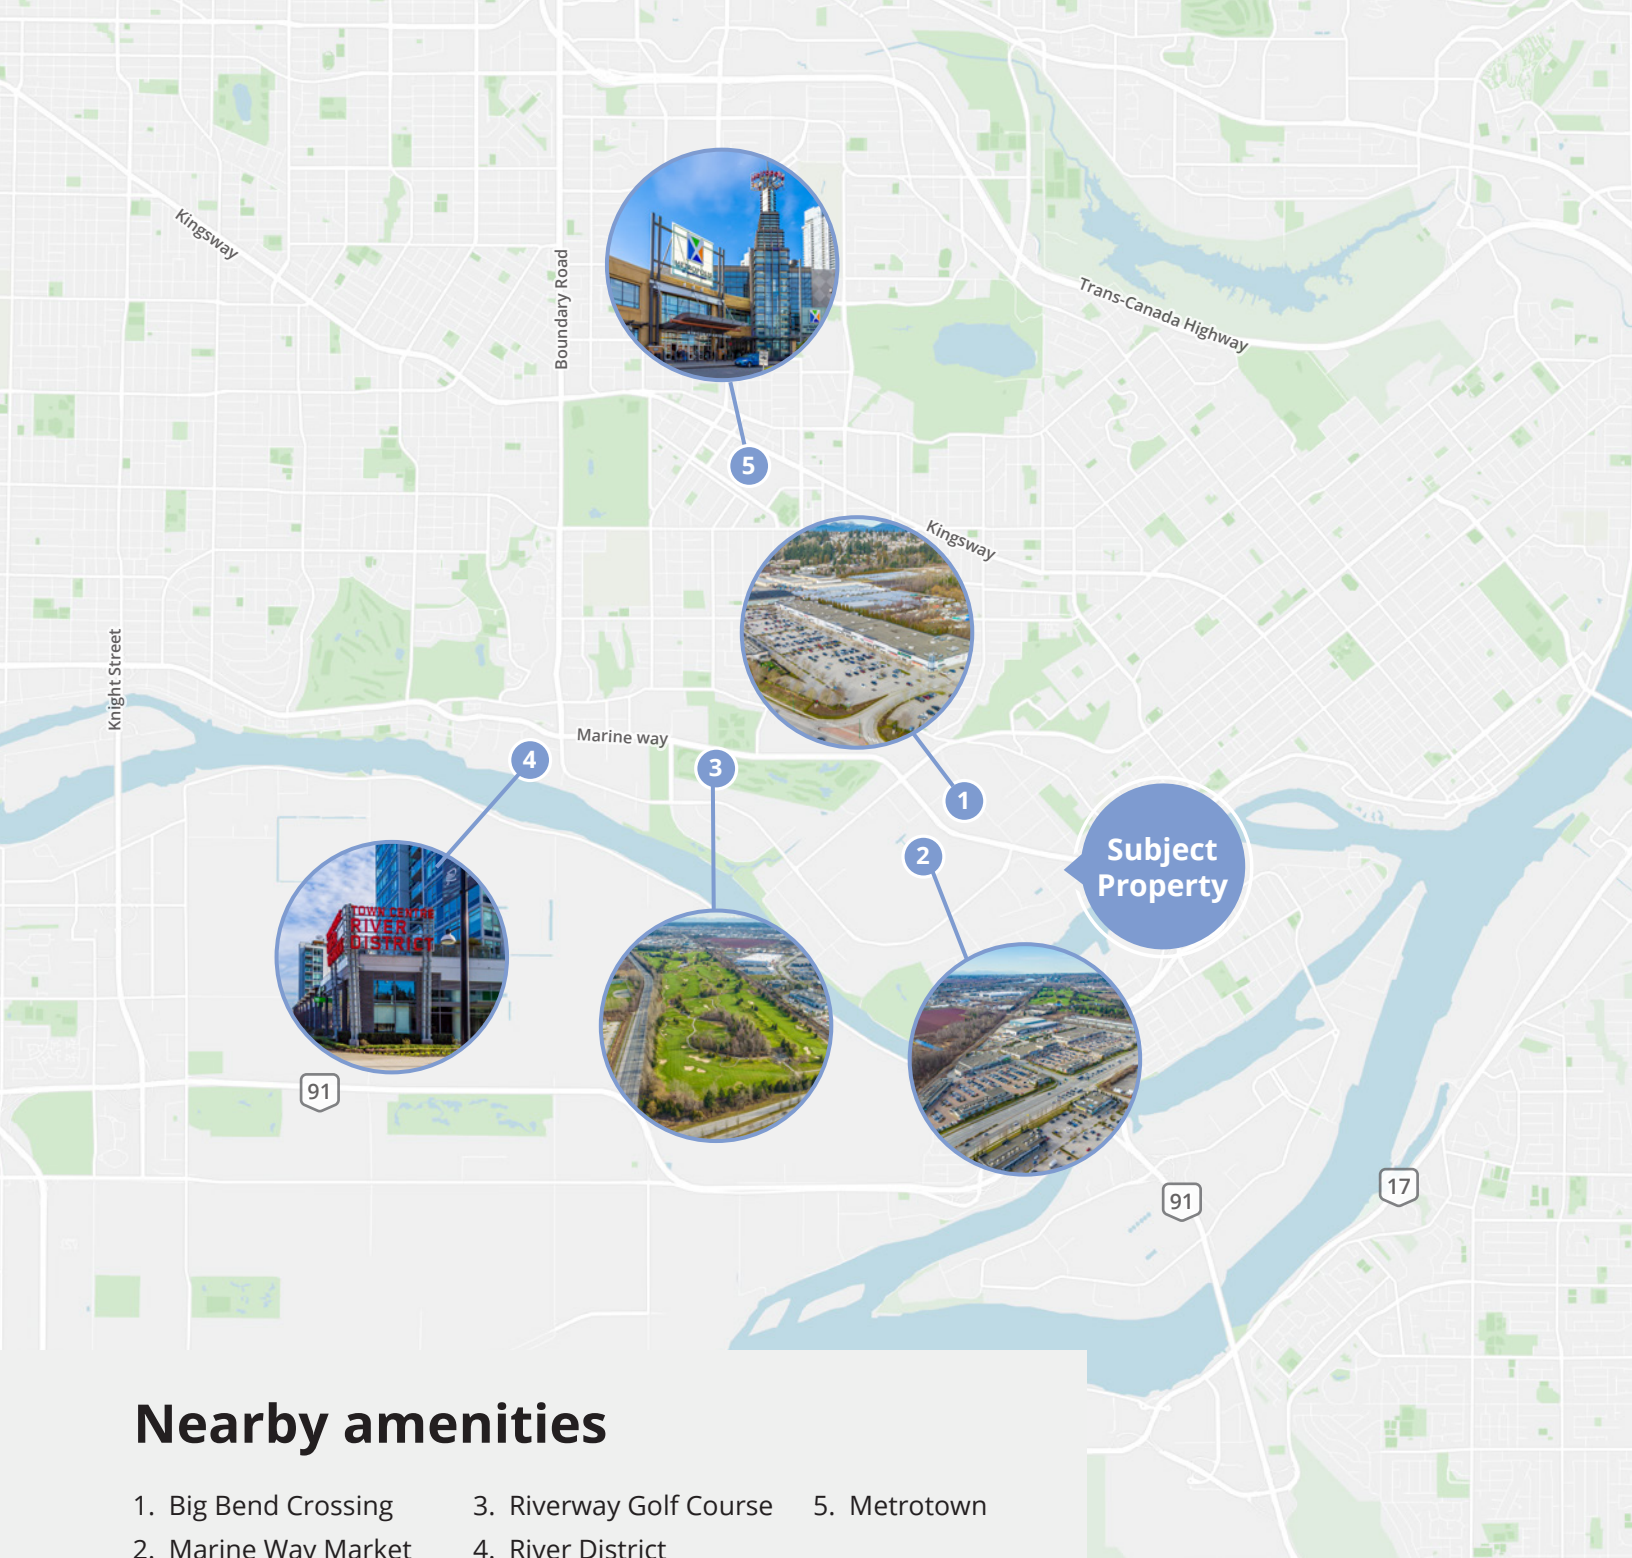 Kingsway
Boundary Road
Trans-Canada Highway
5
Kingsway
Knight Street
Marine way
4
3
1
2
Subject
Property
TOWN CENTRE
RIVER
DISTRICT
91
91
17
Nearby amenities
1. Big Bend Crossing
2. Marine Way Market
3. Riverway Golf Course
4. River District
5. Metrotown